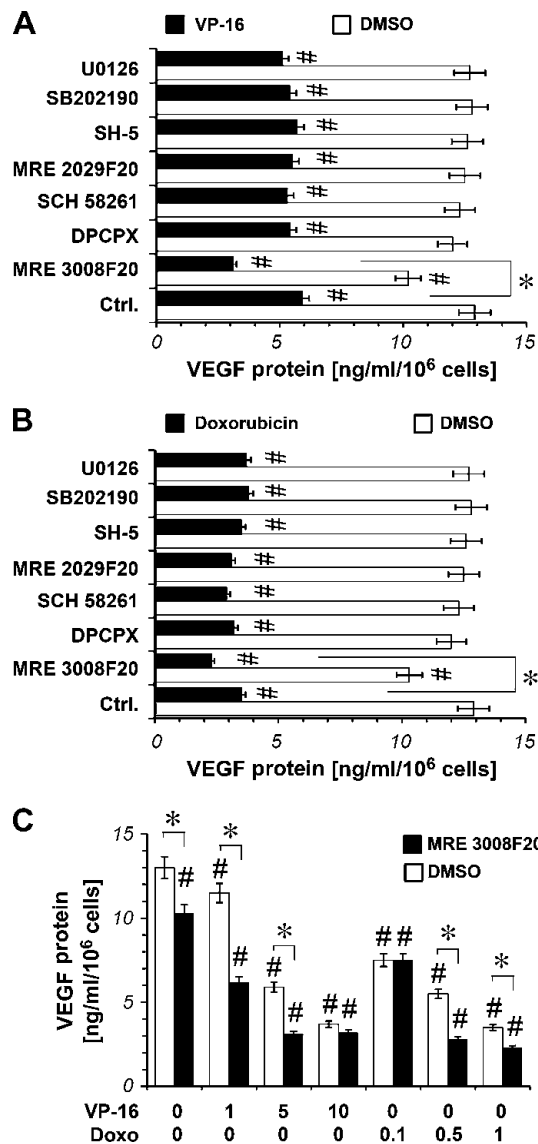 A
VP-16 DMSO
U0126 #
SB202190 #
SH-5 #
MRE 2029F20 #
SCH 58261 #
DPCPX #
MRE 3008F20 # # *
Ctrl. #
0 5 10 15
VEGF protein [ng/ml/10⁶ cells]
B
Doxorubicin DMSO
U0126 #
SB202190 #
SH-5 #
MRE 2029F20 #
SCH 58261 #
DPCPX #
MRE 3008F20 # # *
Ctrl. #
0 5 10 15
VEGF protein [ng/ml/10⁶ cells]
C
MRE 3008F20
DMSO
VEGF protein
[ng/ml/10⁶ cells]
15
10
5
0
* * * * *
# # # # # # # # # # # # #
VP-16 0 1 5 10 0 0 0
Doxo 0 0 0 0 0.1 0.5 1